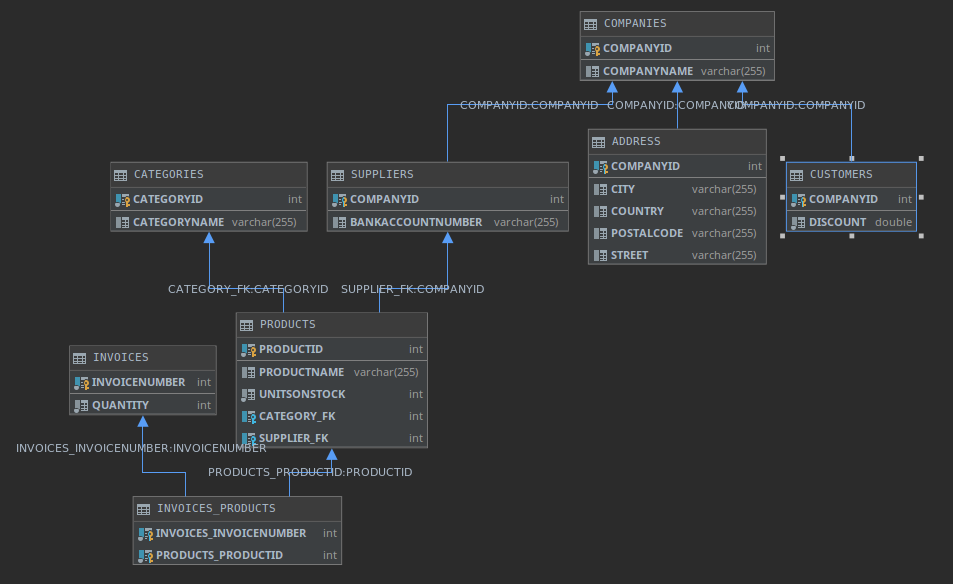 COMPANIES
COMPANYID int
COMPANYNAME varchar(255)
COMPANYID:COMPANYID
COMPANYID:COMPANYID
COMPANYID:COMPANYID
ADDRESS
COMPANYID int
CITY varchar(255)
COUNTRY varchar(255)
POSTALCODE varchar(255)
STREET varchar(255)
CATEGORIES
CATEGORYID int
CATEGORYNAME varchar(255)
SUPPLIERS
COMPANYID int
BANKACCOUNTNUMBER varchar(255)
CUSTOMERS
COMPANYID int
DISCOUNT double
CATEGORY_FK:CATEGORYID
SUPPLIER_FK:COMPANYID
PRODUCTS
PRODUCTID int
PRODUCTNAME varchar(255)
UNITSONSTOCK int
CATEGORY_FK int
SUPPLIER_FK int
INVOICES
INVOICENUMBER int
QUANTITY int
INVOICES_INVOICENUMBER:INVOICENUMBER
PRODUCTS_PRODUCTID:PRODUCTID
INVOICES_PRODUCTS
INVOICES_INVOICENUMBER int
PRODUCTS_PRODUCTID int